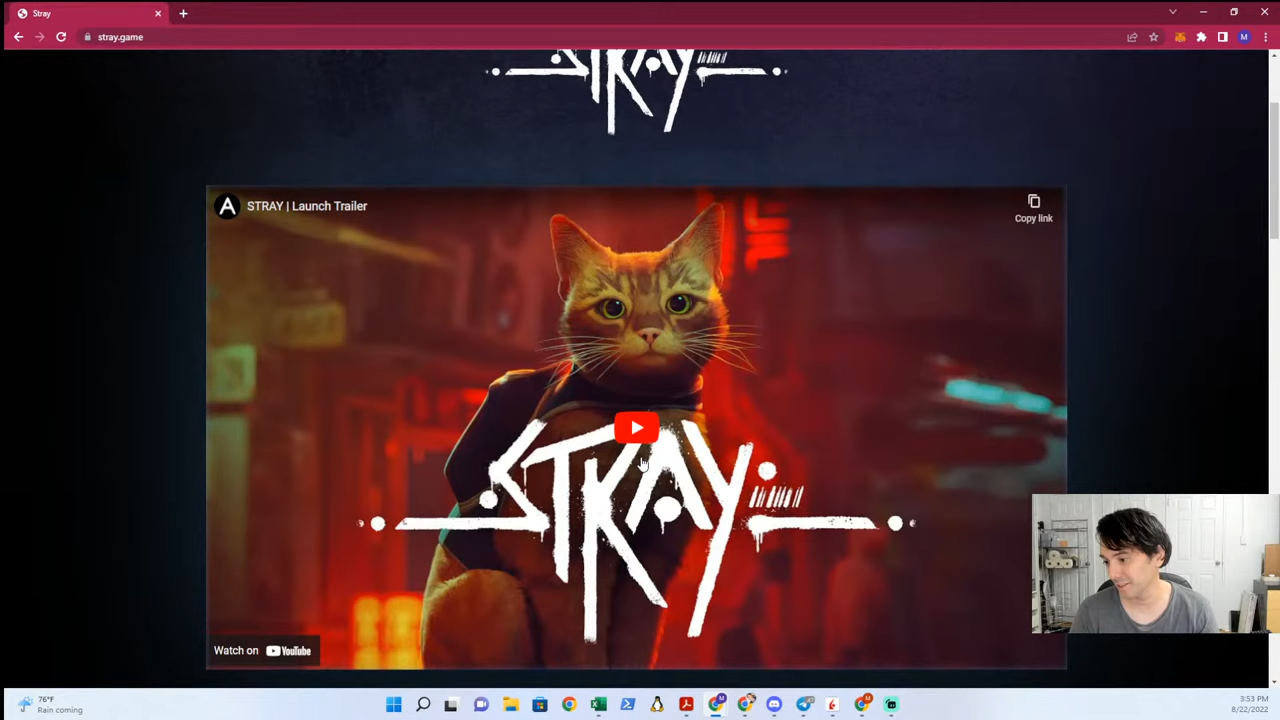 Stray
stray.game
M
STRAY
STRAY | Launch Trailer
Copy link
STRAY
Watch on YouTube
76°F
Rain coming
3:53 PM
8/22/2022